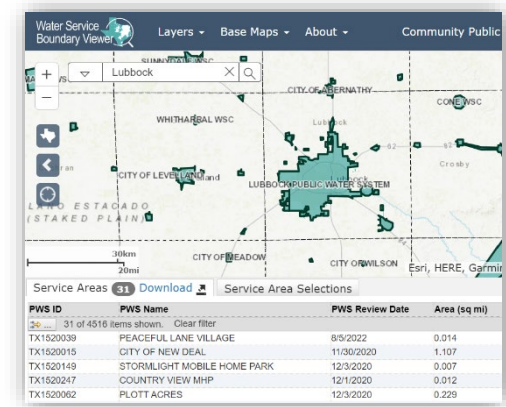 Water Service
Boundary Viewer
Layers
Base Maps
About
Community Public
Lubbock
CITY OF ABERNATHY
CONE WSC
WHITHARRAL WSC
Lubbock
Crosby
CITY OF LEVELLAND
LUBBOCK PUBLIC WATER SYSTEM
LLANO ESTACADO
(STAKED PLAIN)
30km
20mi
CITY OF MEADOW
CITY OF WILSON
Esri, HERE, Garmin
Service Areas 31 Download
Service Area Selections
PWS ID PWS Name PWS Review Date Area (sq mi)
31 of 4516 items shown. Clear filter
TX1520039 PEACEFUL LANE VILLAGE 8/5/2022 0.014
TX1520015 CITY OF NEW DEAL 11/30/2020 1.107
TX1520149 STORMLIGHT MOBILE HOME PARK 12/3/2020 0.007
TX1520247 COUNTRY VIEW MHP 12/1/2020 0.012
TX1520062 PLOTT ACRES 12/3/2020 0.229